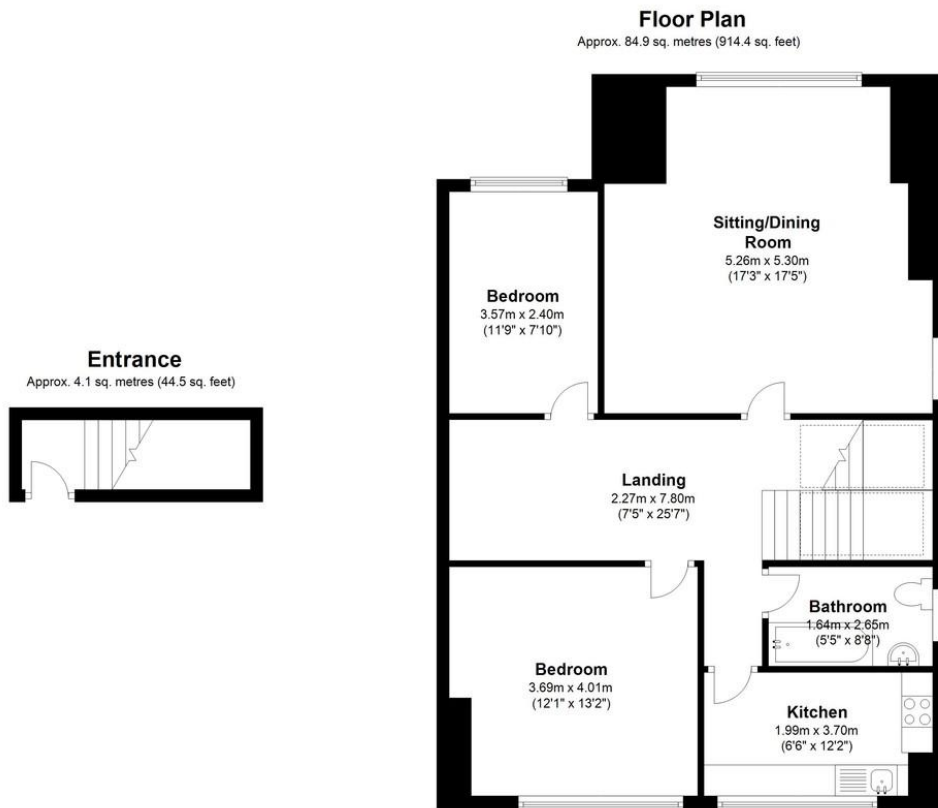 Floor Plan
Approx. 84.9 sq. metres (914.4 sq. feet)
Sitting/Dining
Room
5.26m x 5.30m
(17'3" x 17'5")
Bedroom
3.57m x 2.40m
(11'9" x 7'10")
Entrance
Approx. 4.1 sq. metres (44.5 sq. feet)
Landing
2.27m x 7.80m
(7'5" x 25'7")
Bathroom
1.64m x 2.65m
(5'5" x 8'8")
Bedroom
3.69m x 4.01m
(12'1" x 13'2")
Kitchen
1.99m x 3.70m
(6'6" x 12'2")